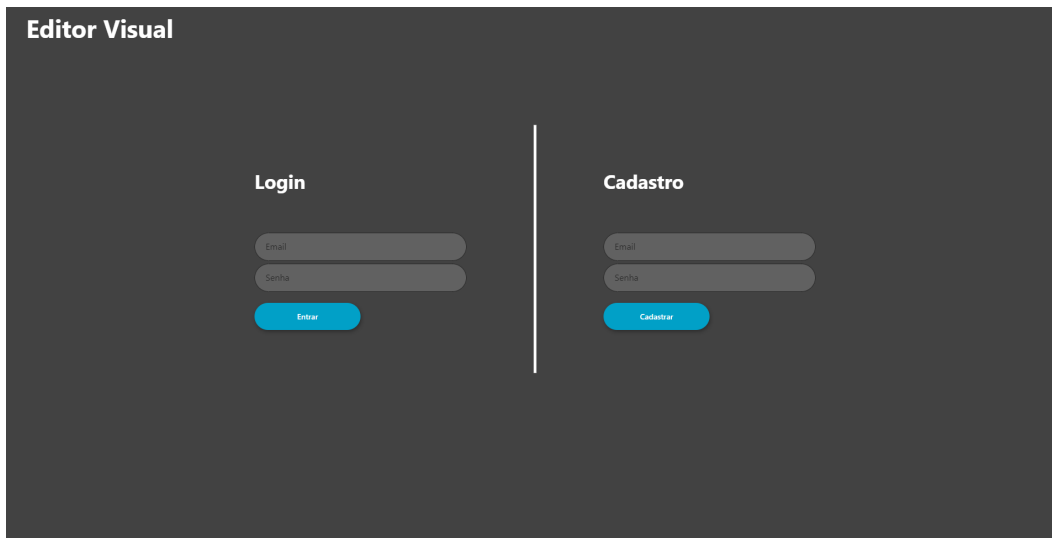 Editor Visual
Login
Email
Senha
Entrar
Cadastro
Email
Senha
Cadastrar